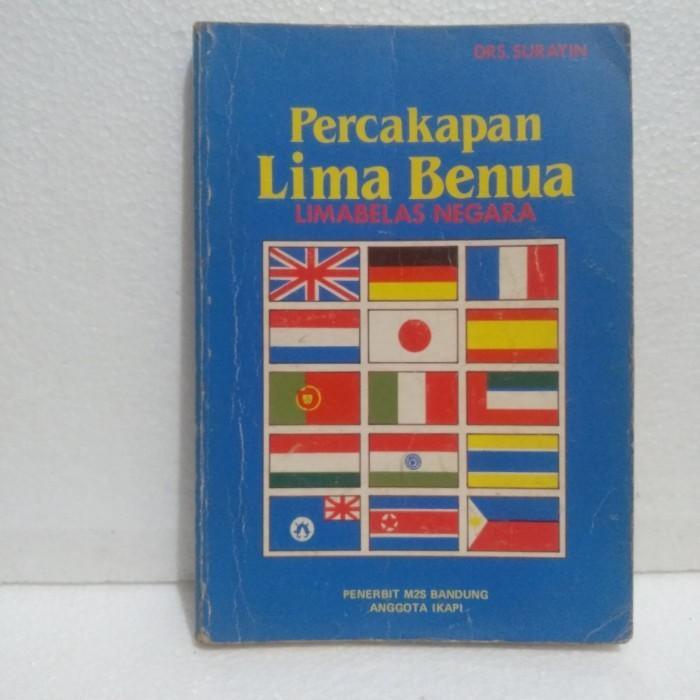 DRS. SURAYIN
Percakapan
Lima Benua
LIMABELAS NEGARA
PENERBIT M2S BANDUNG
ANGGOTA IKAPI